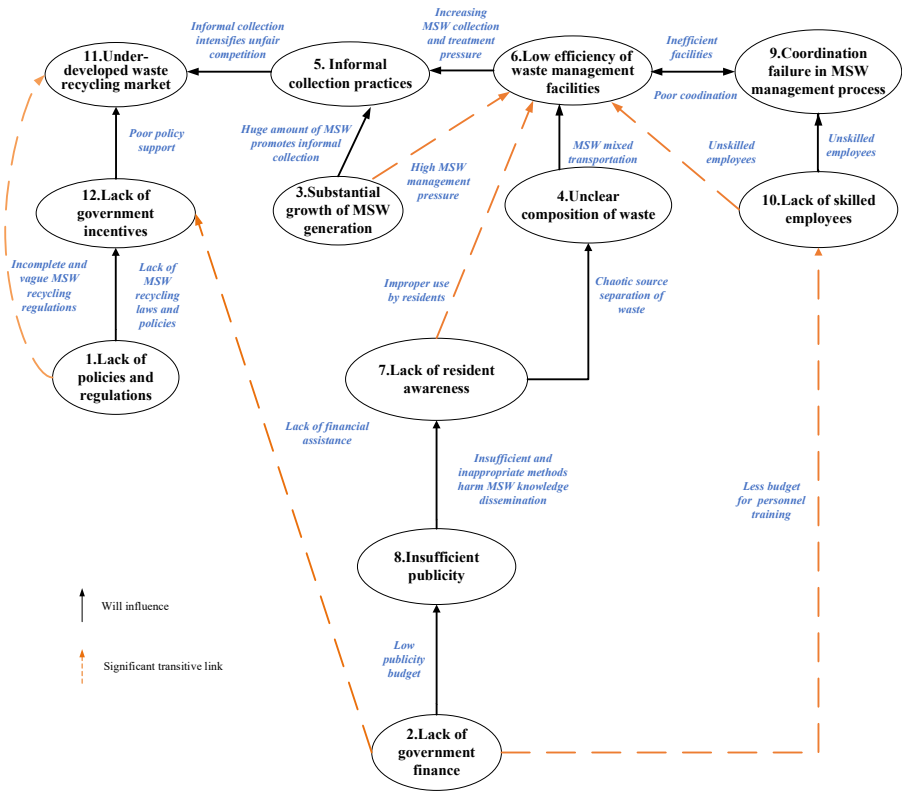 Informal collection
intensifies unfair
competition
Increasing
MSW collection
and treatment
pressure
Inefficient
facilities
11.Under-
developed waste
recycling market
5. Informal
collection practices
6.Low efficiency of
waste management
facilities
9.Coordination
failure in MSW
management process
Poor coodination
Poor policy
support
Huge amount of MSW
promotes informal
collection
High MSW
management
pressure
MSW mixed
transportation
Unskilled
employees
Unskilled
employees
12.Lack of
government
incentives
3.Substantial
growth of MSW
generation
4.Unclear
composition of waste
10.Lack of skilled
employees
Incomplete and
vague MSW
recycling
regulations
Lack of
MSW
recycling
laws and
policies
Improper use
by residents
Chaotic source
separation of
waste
1.Lack of
policies and
regulations
7.Lack of resident
awareness
Lack of financial
assistance
Insufficient and
inappropriate methods
harm MSW knowledge
dissemination
Less budget
for personnel
training
8.Insufficient
publicity
Will influence
Significant transitive link
Low
publicity
budget
2.Lack of
government
finance